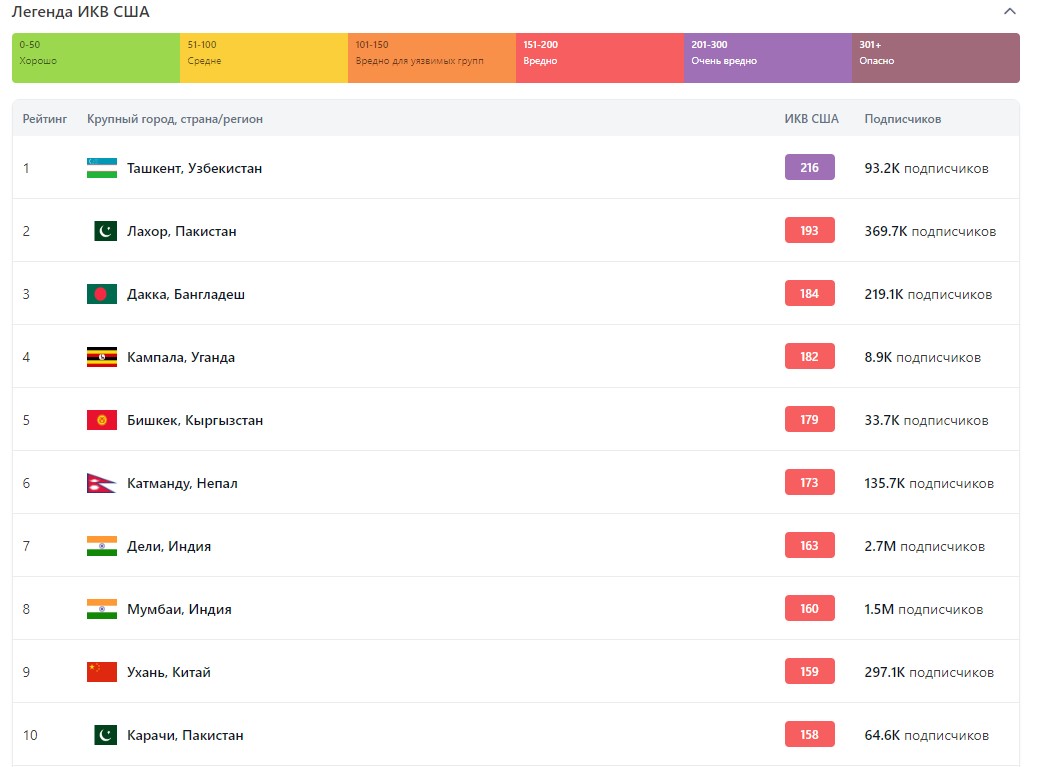 Легенда ИКВ США
0-50 51-100 101-150 151-200 201-300 301+
Хорошо Средне Вредно для уязвимых групп Вредно Очень вредно Опасно
Рейтинг Крупный город, страна/регион ИКВ США Подписчиков
1 Ташкент, Узбекистан 216 93.2K подписчиков
2 Лахор, Пакистан 193 369.7K подписчиков
3 Дакка, Бангладеш 184 219.1K подписчиков
4 Кампала, Уганда 182 8.9K подписчиков
5 Бишкек, Кыргызстан 179 33.7K подписчиков
6 Катманду, Непал 173 135.7K подписчиков
7 Дели, Индия 163 2.7M подписчиков
8 Мумбаи, Индия 160 1.5M подписчиков
9 Ухань, Китай 159 297.1K подписчиков
10 Карачи, Пакистан 158 64.6K подписчиков